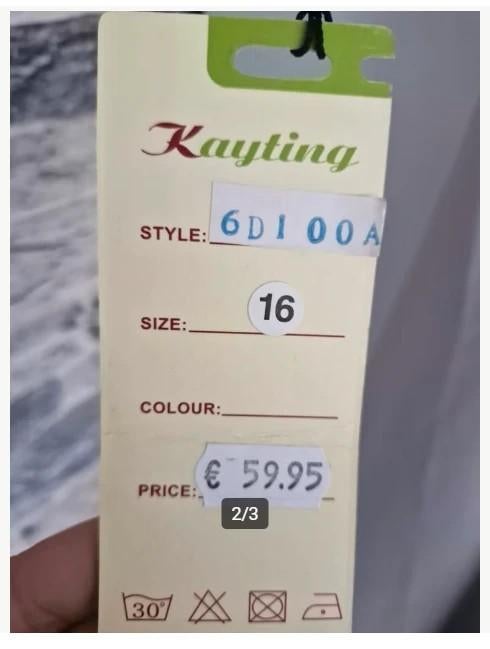 Kayting
STYLE: 6D100A
SIZE: 16
COLOUR:
PRICE: € 59.95
2/3
30°